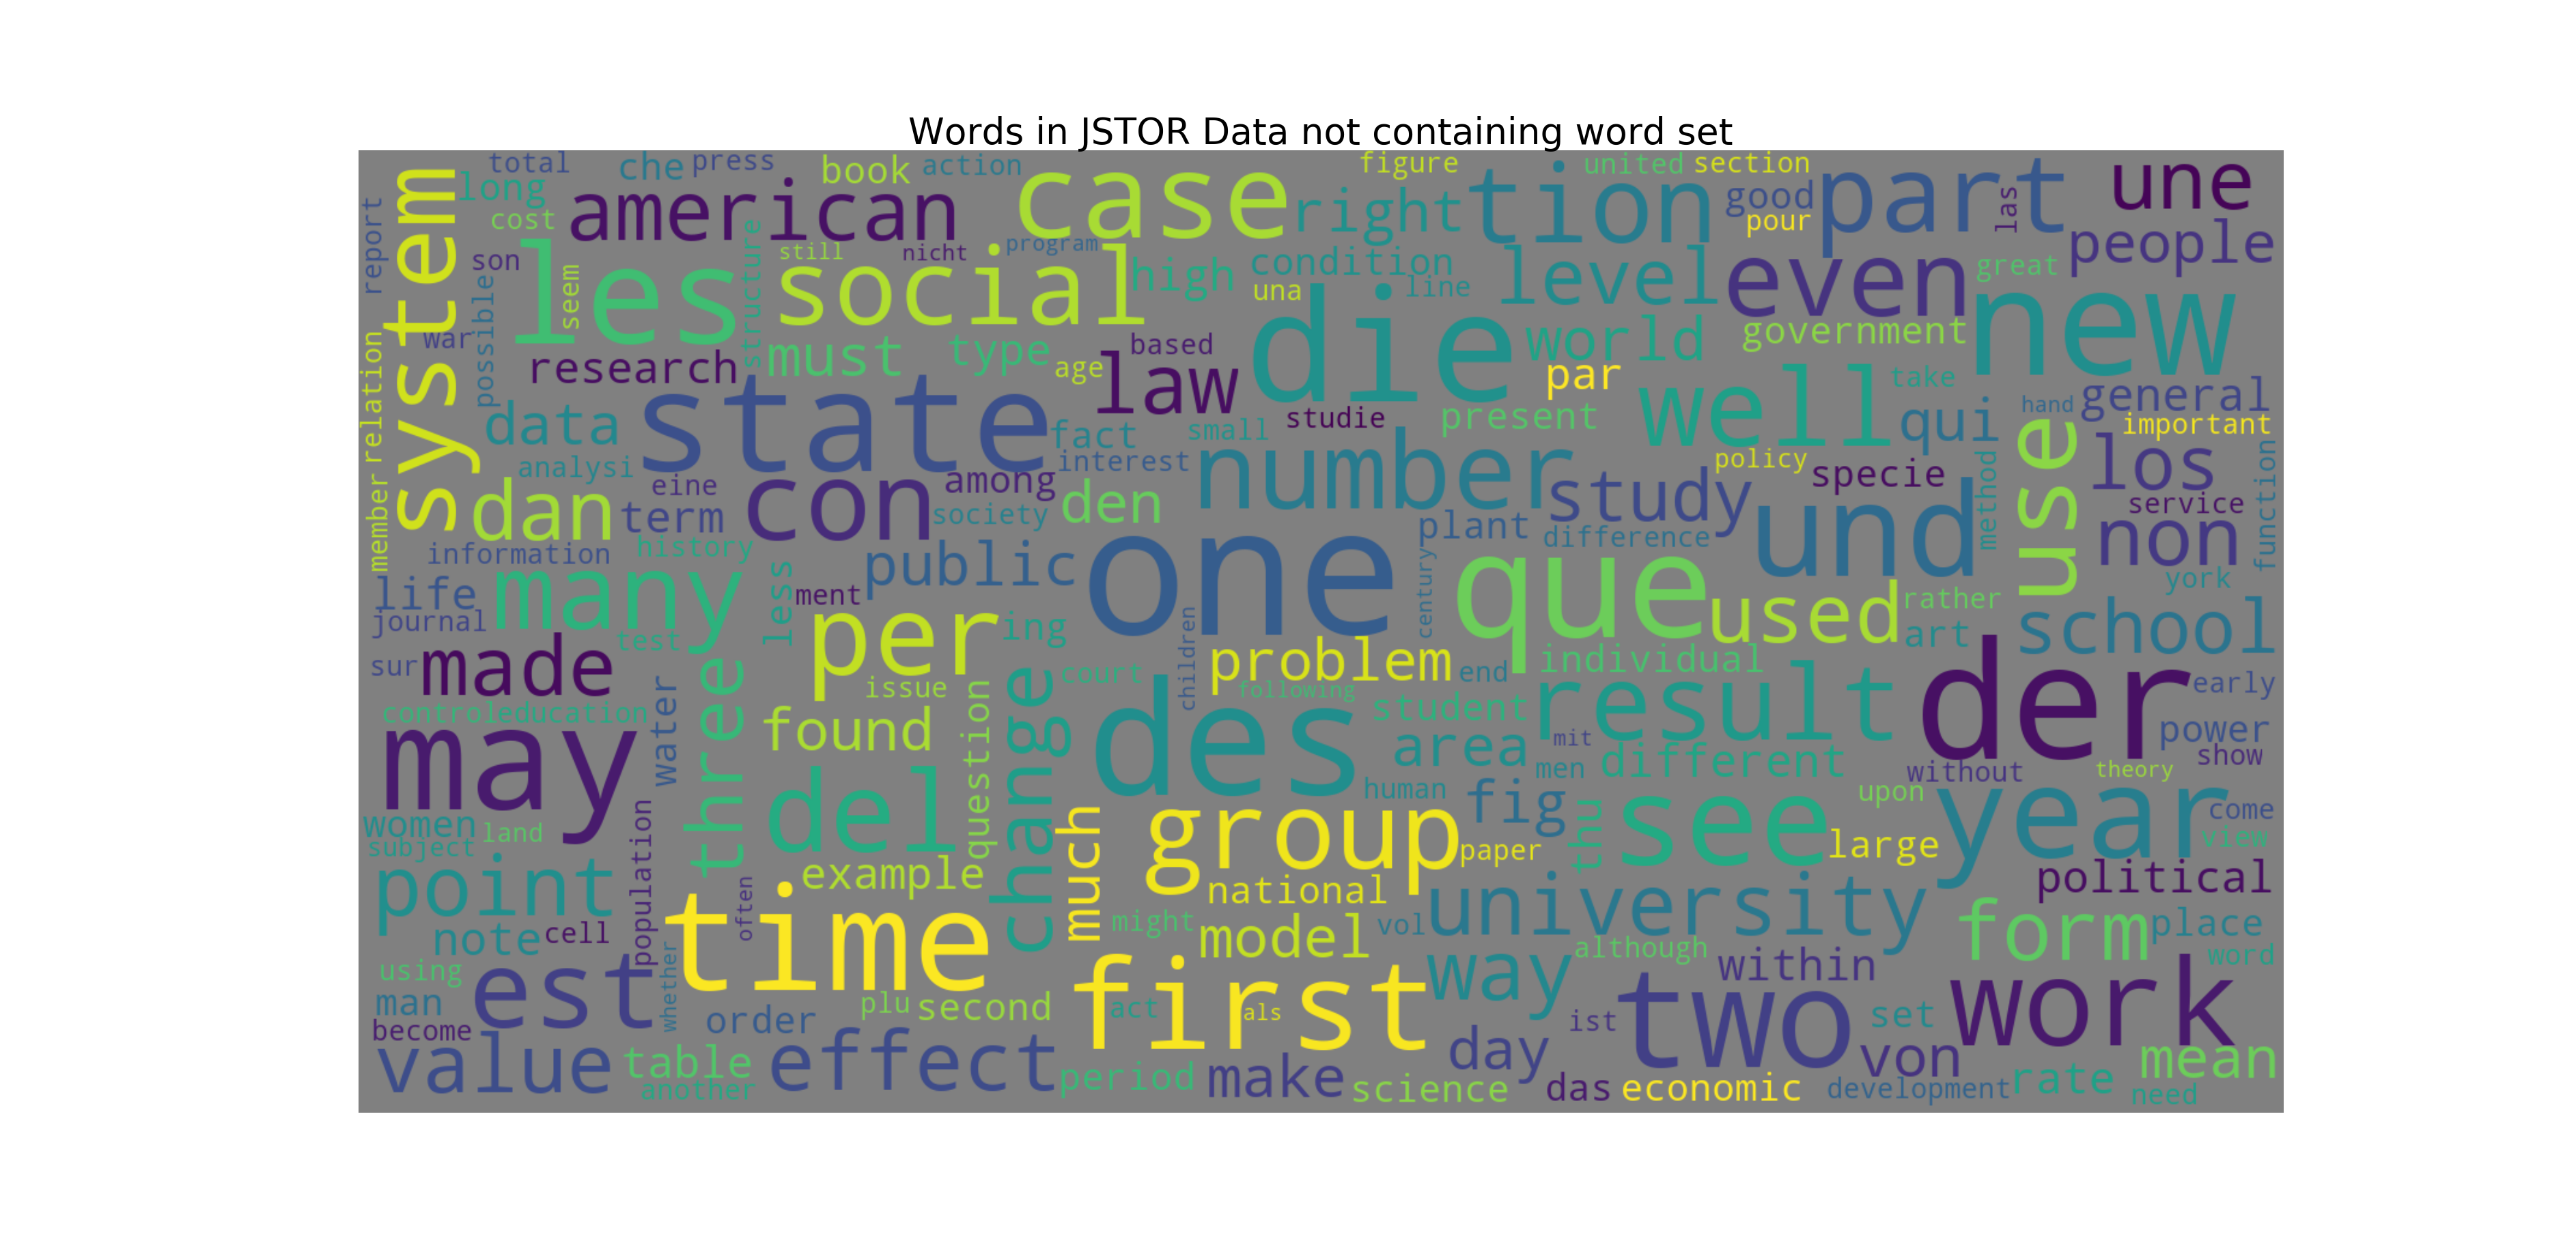 Words in JSTOR Data not containing word set
total
che
press
book
action
case
figure
united
section
part
une
report
system
long
cost
american
right
tion
good
pour
las
people
son
les
seem
structure
still
nicht
program
social
high
condition
una
line
level
even
great
new
war
possible
research
must
type
age
based
law
die
world
par
government
well
take
relation
data
state
fact
small
studie
present
qui
hand
general
important
analysi
interest
number
policy
specie
use
los
dan
eine
term
con
among
society
den
study
plant
difference
und
method
service
non
function
member
information
history
public
one
century
que
york
life
many
less
ment
per
ing
used
rather
art
school
journal
test
sur
made
three
issue
change
court
children
problem
end
individual
der
early
control
education
water
found
question
following
des
student
result
power
may
area
mit
men
different
without
theory
show
del
human
fig
thu
see
upon
year
come
view
women
land
subject
population
much
group
paper
large
political
point
example
national
often
university
note
cell
time
might
model
vol
although
form
place
word
using
est
whether
first
way
within
two
work
man
become
plu
second
act
als
ist
set
order
value
table
effect
day
von
mean
another
period
make
science
das
economic
development
rate
need